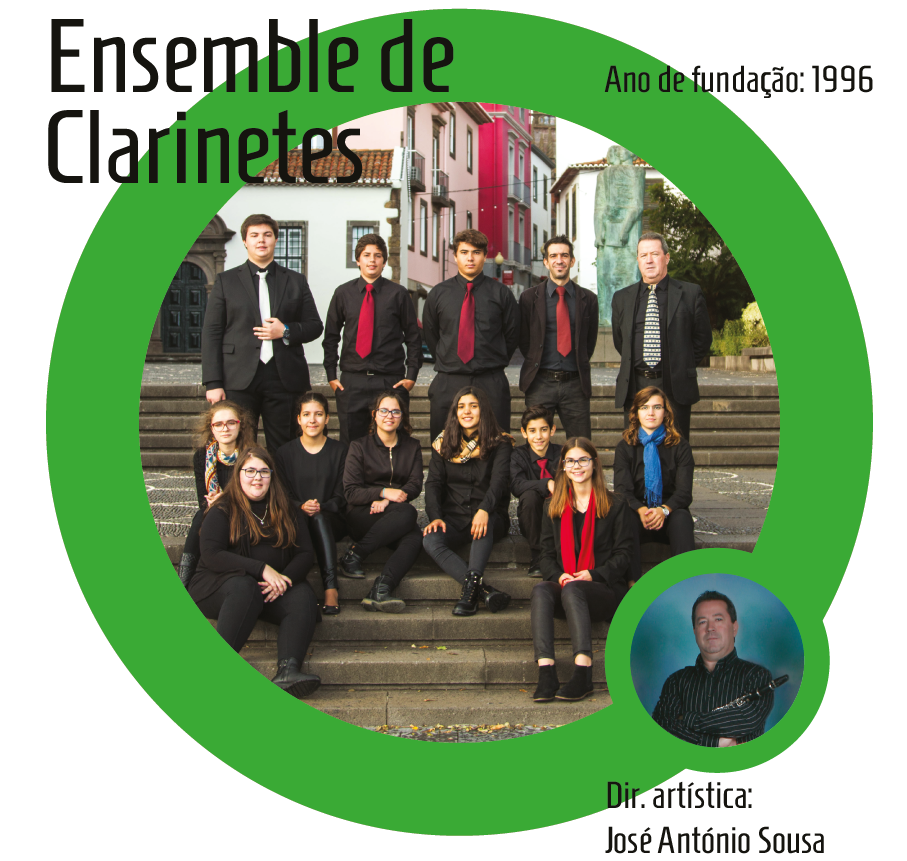 Ensemble de
Clarinetes
Ano de fundação: 1996
Dir. artística:
José António Sousa